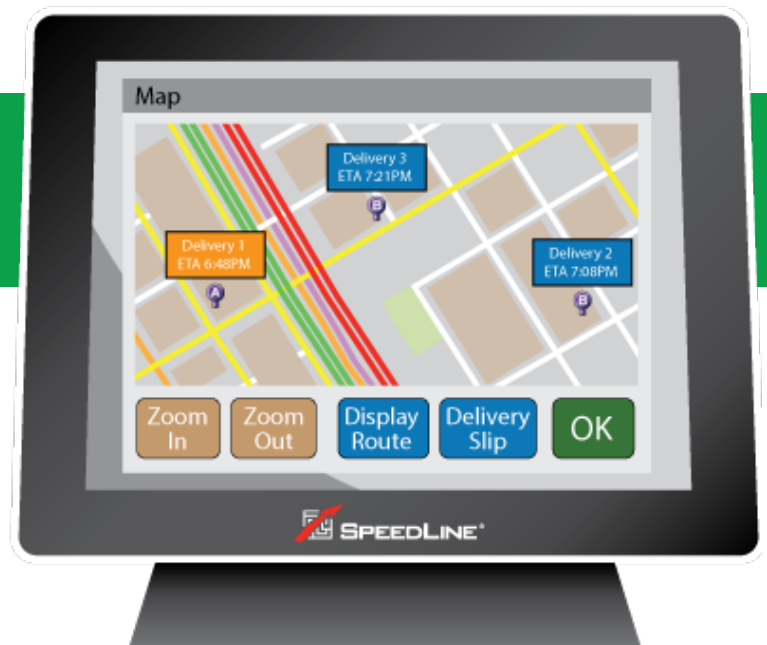 Map
Delivery 3
ETA 7:21PM
B
Delivery 1
ETA 6:48PM
A
Delivery 2
ETA 7:08PM
B
Zoom
In
Zoom
Out
Display
Route
Delivery
Slip
OK
SPEEDLINE®